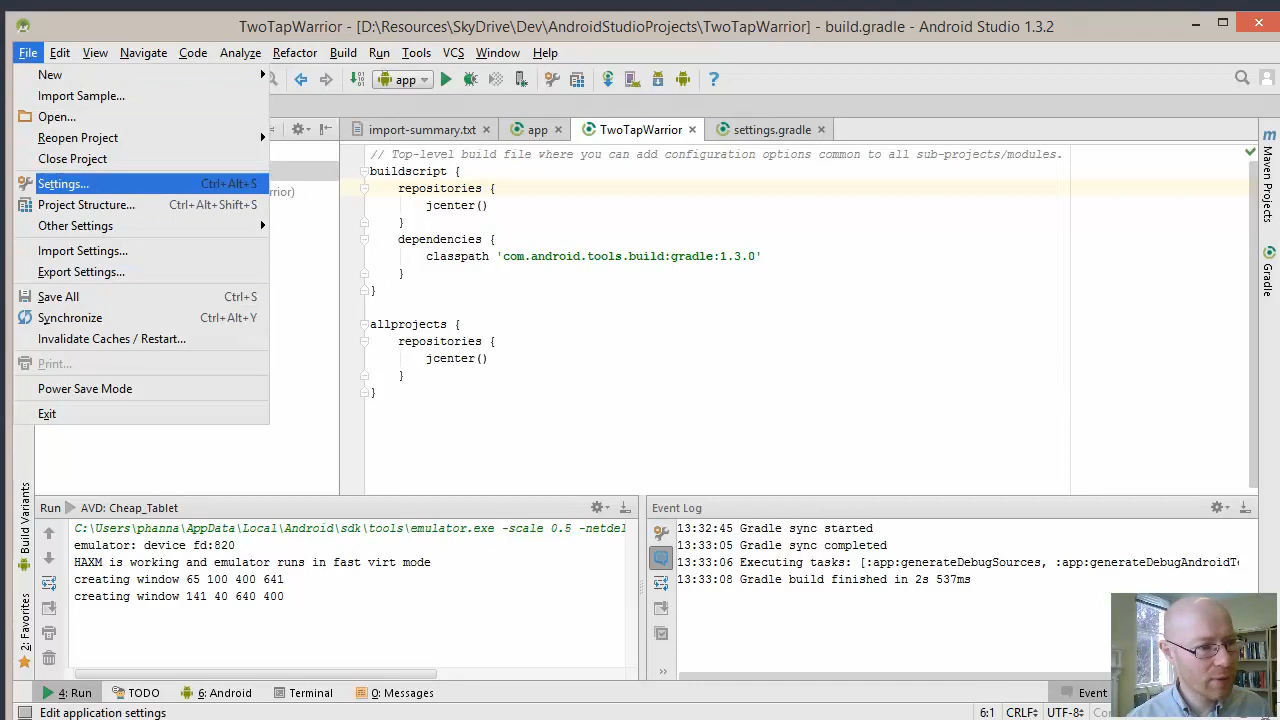 TwoTapWarrior - [D:\Resources\SkyDrive\Dev\AndroidStudioProjects\TwoTapWarrior] - build.gradle - Android Studio 1.3.2
File Edit View Navigate Code Analyze Refactor Build Run Tools VCS Window Help
app
New
Import Sample...
Open...
Reopen Project
Close Project
Settings... Ctrl+Alt+S
Project Structure... Ctrl+Alt+Shift+S
Other Settings
Import Settings...
Export Settings...
Save All Ctrl+S
Synchronize Ctrl+Alt+Y
Invalidate Caches / Restart...
Print...
Power Save Mode
Exit
import-summary.txt app TwoTapWarrior settings.gradle
// Top-level build file where you can add configuration options common to all sub-projects/modules.
buildscript {
repositories {
jcenter()
}
dependencies {
classpath 'com.android.tools.build:gradle:1.3.0'
}
}
allprojects {
repositories {
jcenter()
}
}
Maven Projects
Gradle
Build Variants
2: Favorites
Run AVD: Cheap_Tablet
C:\Users\phanna\AppData\Local\Android\sdk\tools\emulator.exe -scale 0.5 -netdel
emulator: device fd:820
HAXM is working and emulator runs in fast virt mode
creating window 65 100 400 641
creating window 141 40 640 400
Event Log
13:32:45 Gradle sync started
13:33:05 Gradle sync completed
13:33:06 Executing tasks: [:app:generateDebugSources, :app:generateDebugAndroidTe
13:33:08 Gradle build finished in 2s 537ms
4: Run TODO 6: Android Terminal 0: Messages Event
Edit application settings 6:1 CRLF UTF-8